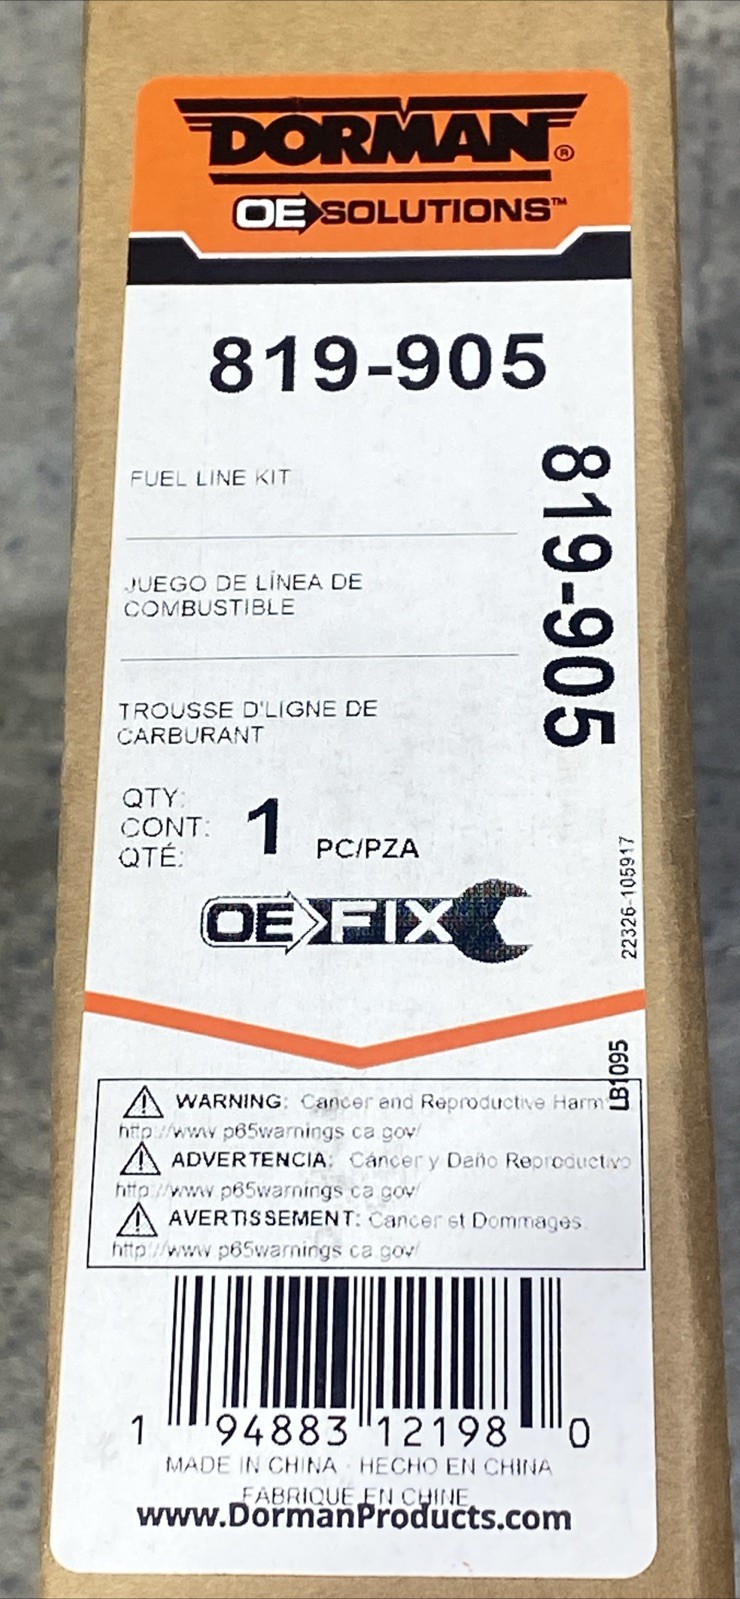 DORMAN®
OE SOLUTIONS™
819-905
FUEL LINE KIT
JUEGO DE LÍNEA DE
COMBUSTIBLE
TROUSSE D'LIGNE DE
CARBURANT
819-905
QTY:
CONT:
QTÉ:
1 PC/PZA
OE FIX
22326-105917
LB1095
WARNING: Cancer and Reproductive Harm
http://www.p65warnings.ca.gov/
ADVERTENCIA: Cáncer y Daño Reproductivo
http://www.p65warnings.ca.gov/
AVERTISSEMENT: Cancer et Dommages
http://www.p65warnings.ca.gov/
1 94883 12198 0
MADE IN CHINA · HECHO EN CHINA
FABRIQUE EN CHINE
www.DormanProducts.com